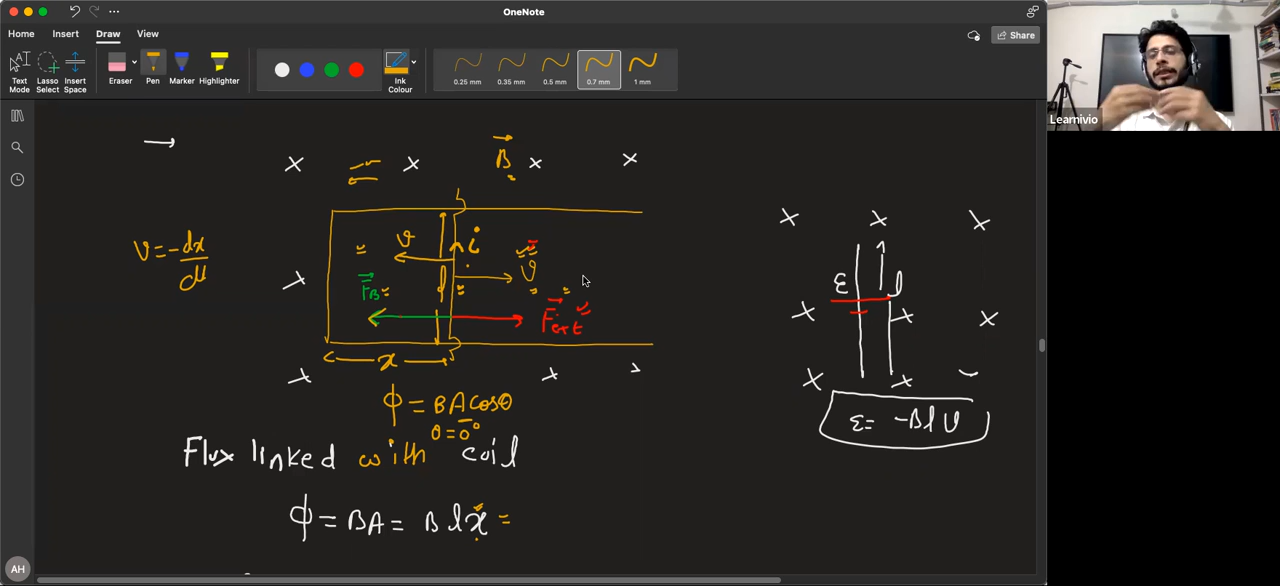 OneNote
Home Insert Draw View
Share
Text Mode
Lasso Select
Insert Space
Eraser
Pen
Marker
Highlighter
Ink Colour
0.25 mm
0.35 mm
0.5 mm
0.7 mm
1 mm
Learnivio
B
v
i
v
V = -dx/dt
F_B
l
F_ext
x
ε
l
ε = -BlV
ϕ = BA cosθ
θ = 0°
Flux linked with coil
ϕ = BA = Blx =
AH